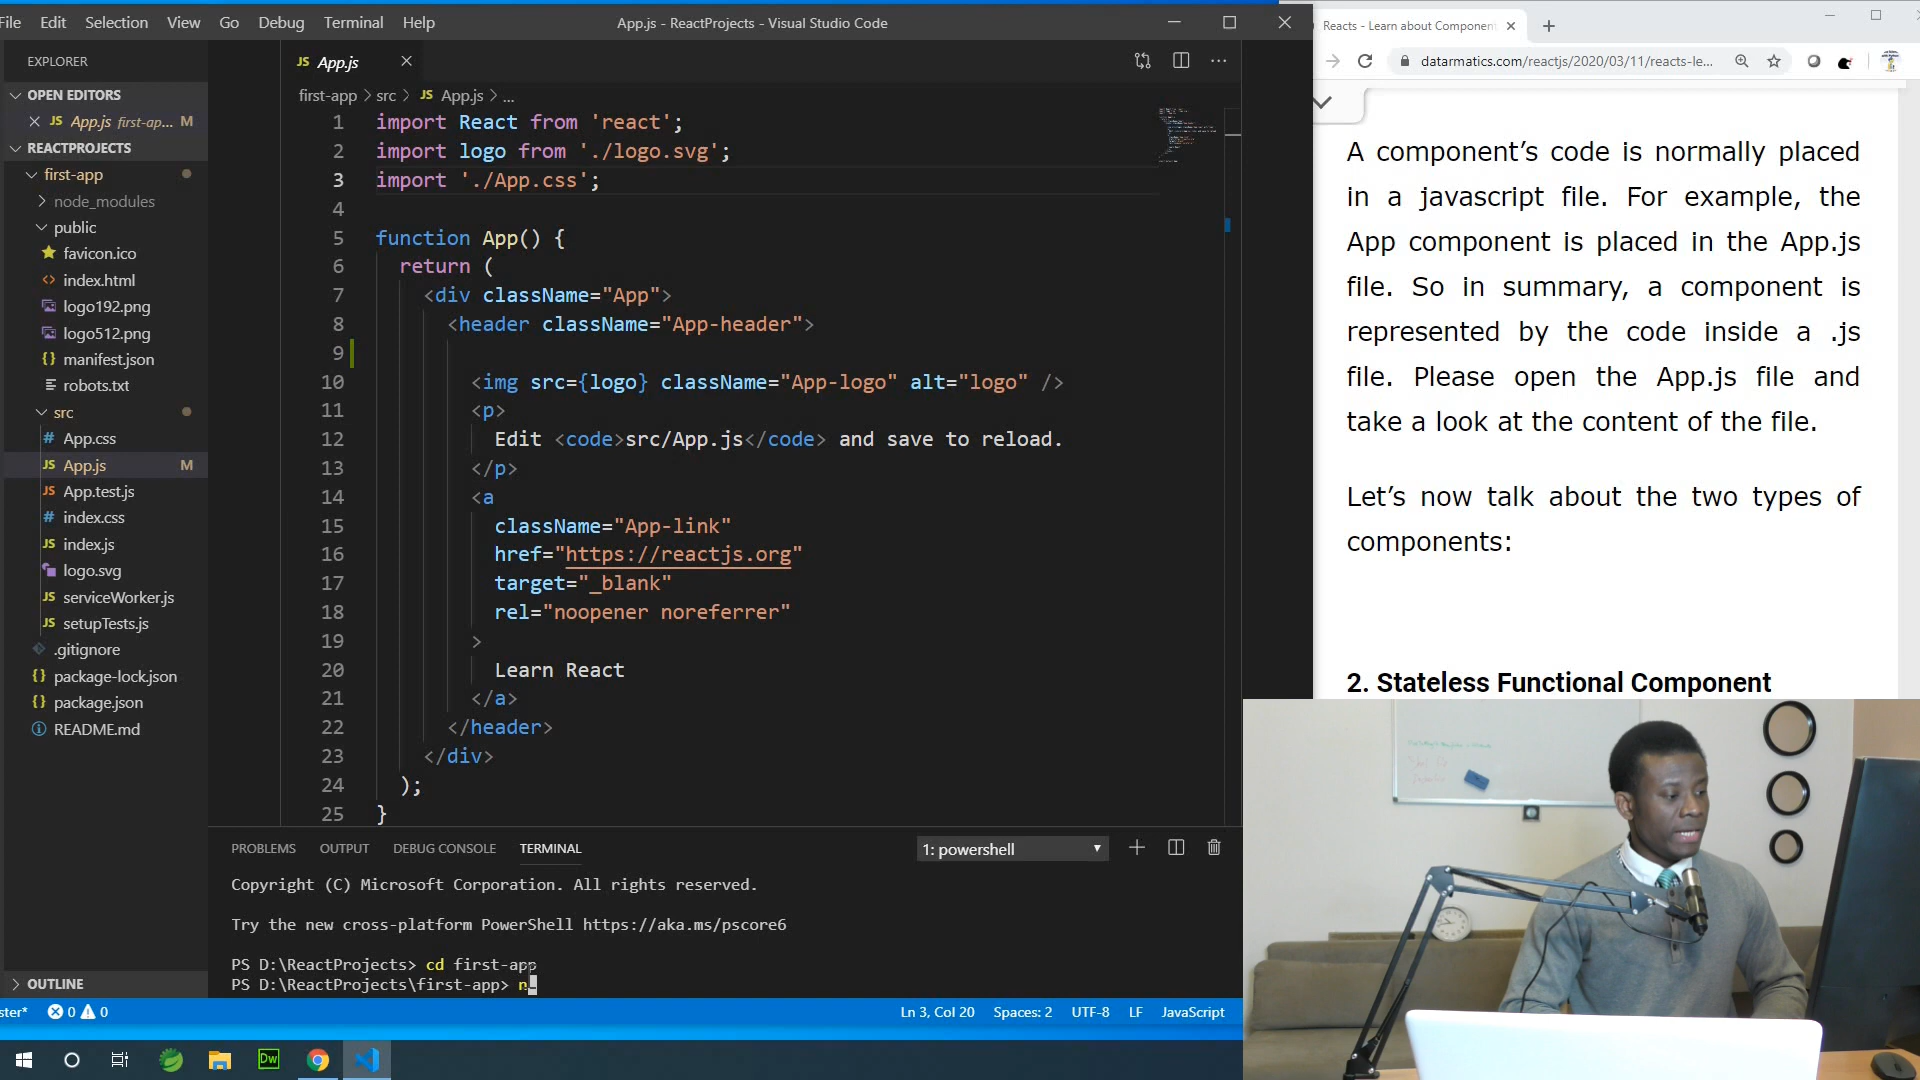 File Edit Selection View Go Debug Terminal Help
App.js - ReactProjects - Visual Studio Code
EXPLORER
OPEN EDITORS
JS App.js first-ap... M
REACTPROJECTS
first-app
node_modules
public
favicon.ico
index.html
logo192.png
logo512.png
manifest.json
robots.txt
src
# App.css
JS App.js M
JS App.test.js
# index.css
JS index.js
logo.svg
JS serviceWorker.js
JS setupTests.js
.gitignore
{} package-lock.json
{} package.json
README.md
OUTLINE
JS App.js
first-app > src > JS App.js > ...
1 import React from 'react';
2 import logo from './logo.svg';
3 import './App.css';
4
5 function App() {
6 return (
7 <div className="App">
8 <header className="App-header">
9
10 <img src={logo} className="App-logo" alt="logo" />
11 <p>
12 Edit <code>src/App.js</code> and save to reload.
13 </p>
14 <a
15 className="App-link"
16 href="https://reactjs.org"
17 target="_blank"
18 rel="noopener noreferrer"
19 >
20 Learn React
21 </a>
22 </header>
23 </div>
24 );
25 }
PROBLEMS OUTPUT DEBUG CONSOLE TERMINAL
1: powershell
Copyright (C) Microsoft Corporation. All rights reserved.
Try the new cross-platform PowerShell https://aka.ms/pscore6
PS D:\ReactProjects> cd first-app
PS D:\ReactProjects\first-app> n
ster* 0 0
Ln 3, Col 20 Spaces: 2 UTF-8 LF JavaScript
Dw
Reacts - Learn about Component
datarmatics.com/reactjs/2020/03/11/reacts-le...
A component’s code is normally placed
in a javascript file. For example, the
App component is placed in the App.js
file. So in summary, a component is
represented by the code inside a .js
file. Please open the App.js file and
take a look at the content of the file.
Let’s now talk about the two types of
components:
2. Stateless Functional Component